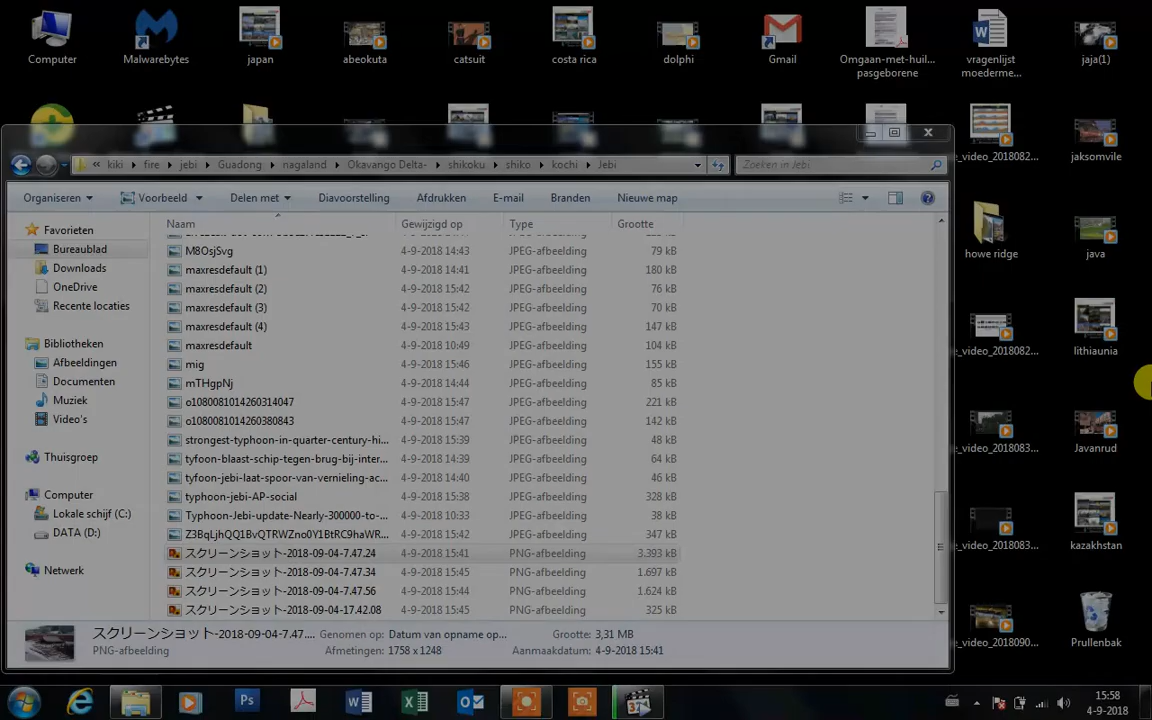 Computer
Malwarebytes
japan
abeokuta
catsuit
costa rica
dolphi
Gmail
Omgaan-met-huil... pasgeborene
vragenlijst moederme...
jaja(1)
e_video_2018082...
jaksomvile
« kiki fire jebi Guadong nagaland Okavango Delta- shikoku shiko kochi Jebi
Zoeken in Jebi
Organiseren Voorbeeld Delen met Diavoorstelling Afdrukken E-mail Branden Nieuwe map
Favorieten
Bureaublad
Downloads
OneDrive
Recente locaties
Bibliotheken
Afbeeldingen
Documenten
Muziek
Video's
Thuisgroep
Computer
Lokale schijf (C:)
DATA (D:)
Netwerk
Naam Gewijzigd op Type Grootte
M8OsjSvg 4-9-2018 14:43 JPEG-afbeelding 79 kB
maxresdefault (1) 4-9-2018 14:41 JPEG-afbeelding 180 kB
maxresdefault (2) 4-9-2018 15:42 JPEG-afbeelding 76 kB
maxresdefault (3) 4-9-2018 15:42 JPEG-afbeelding 70 kB
maxresdefault (4) 4-9-2018 15:43 JPEG-afbeelding 147 kB
maxresdefault 4-9-2018 10:49 JPEG-afbeelding 104 kB
mig 4-9-2018 15:46 JPEG-afbeelding 155 kB
mTHgpNj 4-9-2018 14:44 JPEG-afbeelding 85 kB
o1080081014260314047 4-9-2018 15:47 JPEG-afbeelding 221 kB
o1080081014260380843 4-9-2018 15:47 JPEG-afbeelding 142 kB
strongest-typhoon-in-quarter-century-hi... 4-9-2018 15:39 JPEG-afbeelding 48 kB
tyfoon-blaast-schip-tegen-brug-bij-inter... 4-9-2018 14:39 JPEG-afbeelding 64 kB
tyfoon-jebi-laat-spoor-van-vernieling-ac... 4-9-2018 14:40 JPEG-afbeelding 46 kB
typhoon-jebi-AP-social 4-9-2018 15:38 JPEG-afbeelding 328 kB
Typhoon-Jebi-update-Nearly-300000-to-... 4-9-2018 10:33 JPEG-afbeelding 38 kB
Z3BqLjhQQ1BvQTRWZno0Y1BtRC9haWR... 4-9-2018 15:42 JPEG-afbeelding 347 kB
スクリーンショット-2018-09-04-7.47.24 4-9-2018 15:41 PNG-afbeelding 3.393 kB
スクリーンショット-2018-09-04-7.47.34 4-9-2018 15:45 PNG-afbeelding 1.697 kB
スクリーンショット-2018-09-04-7.47.56 4-9-2018 15:44 PNG-afbeelding 1.624 kB
スクリーンショット-2018-09-04-17.42.08 4-9-2018 15:45 PNG-afbeelding 325 kB
スクリーンショット-2018-09-04-7.47.... Genomen op: Datum van opname op... Grootte: 3,31 MB
PNG-afbeelding Afmetingen: 1758 x 1248 Aanmaakdatum: 4-9-2018 15:41
howe ridge
java
e_video_2018082...
lithiaunia
e_video_2018083...
Javanrud
e_video_2018083...
kazakhstan
e_video_201809...
Prullenbak
Ps
15:58
4-9-2018